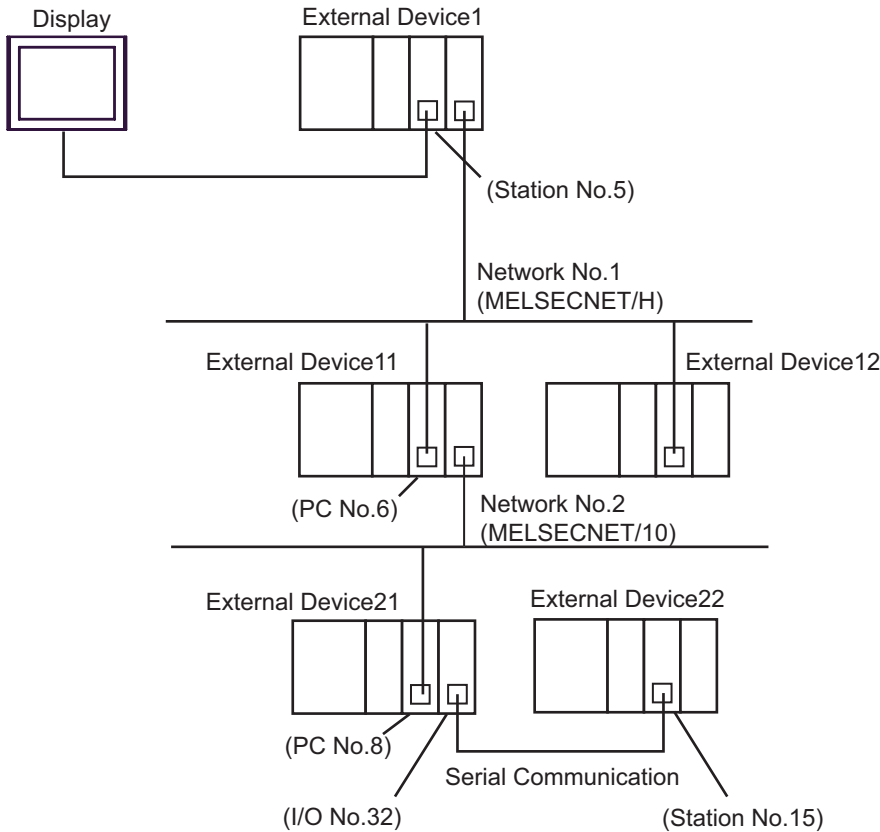 Display
External Device1
(Station No.5)
Network No.1
(MELSECNET/H)
External Device11
External Device12
(PC No.6)
Network No.2
(MELSECNET/10)
External Device21
External Device22
(PC No.8)
Serial Communication
(I/O No.32)
(Station No.15)